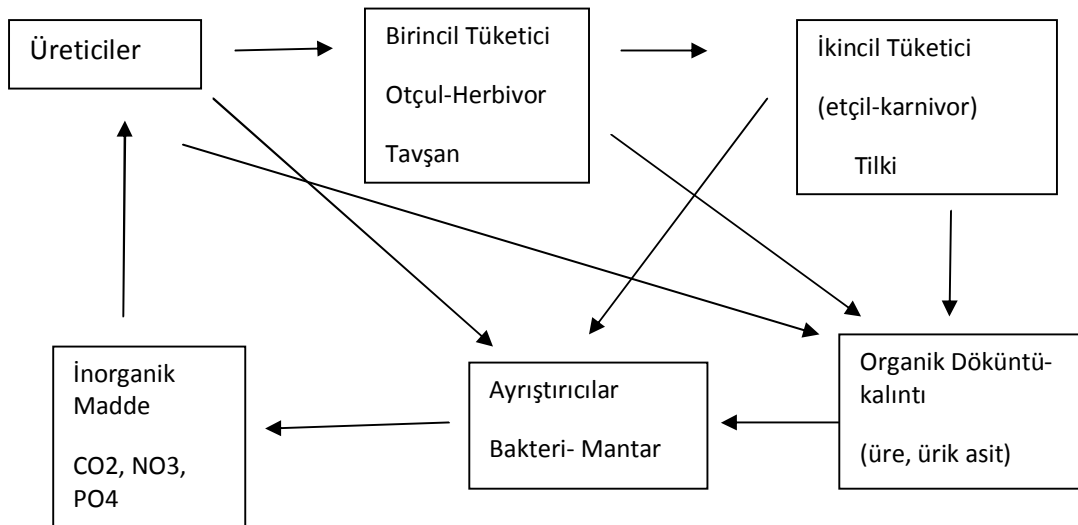 Üreticiler
Birincil Tüketici
Otçul-Herbivor
Tavşan
İkincil Tüketici
(etçil-karnivor)
Tilki
İnorganik
Madde
CO2, NO3,
PO4
Ayrıştırıcılar
Bakteri- Mantar
Organik Döküntü-
kalıntı
(üre, ürik asit)